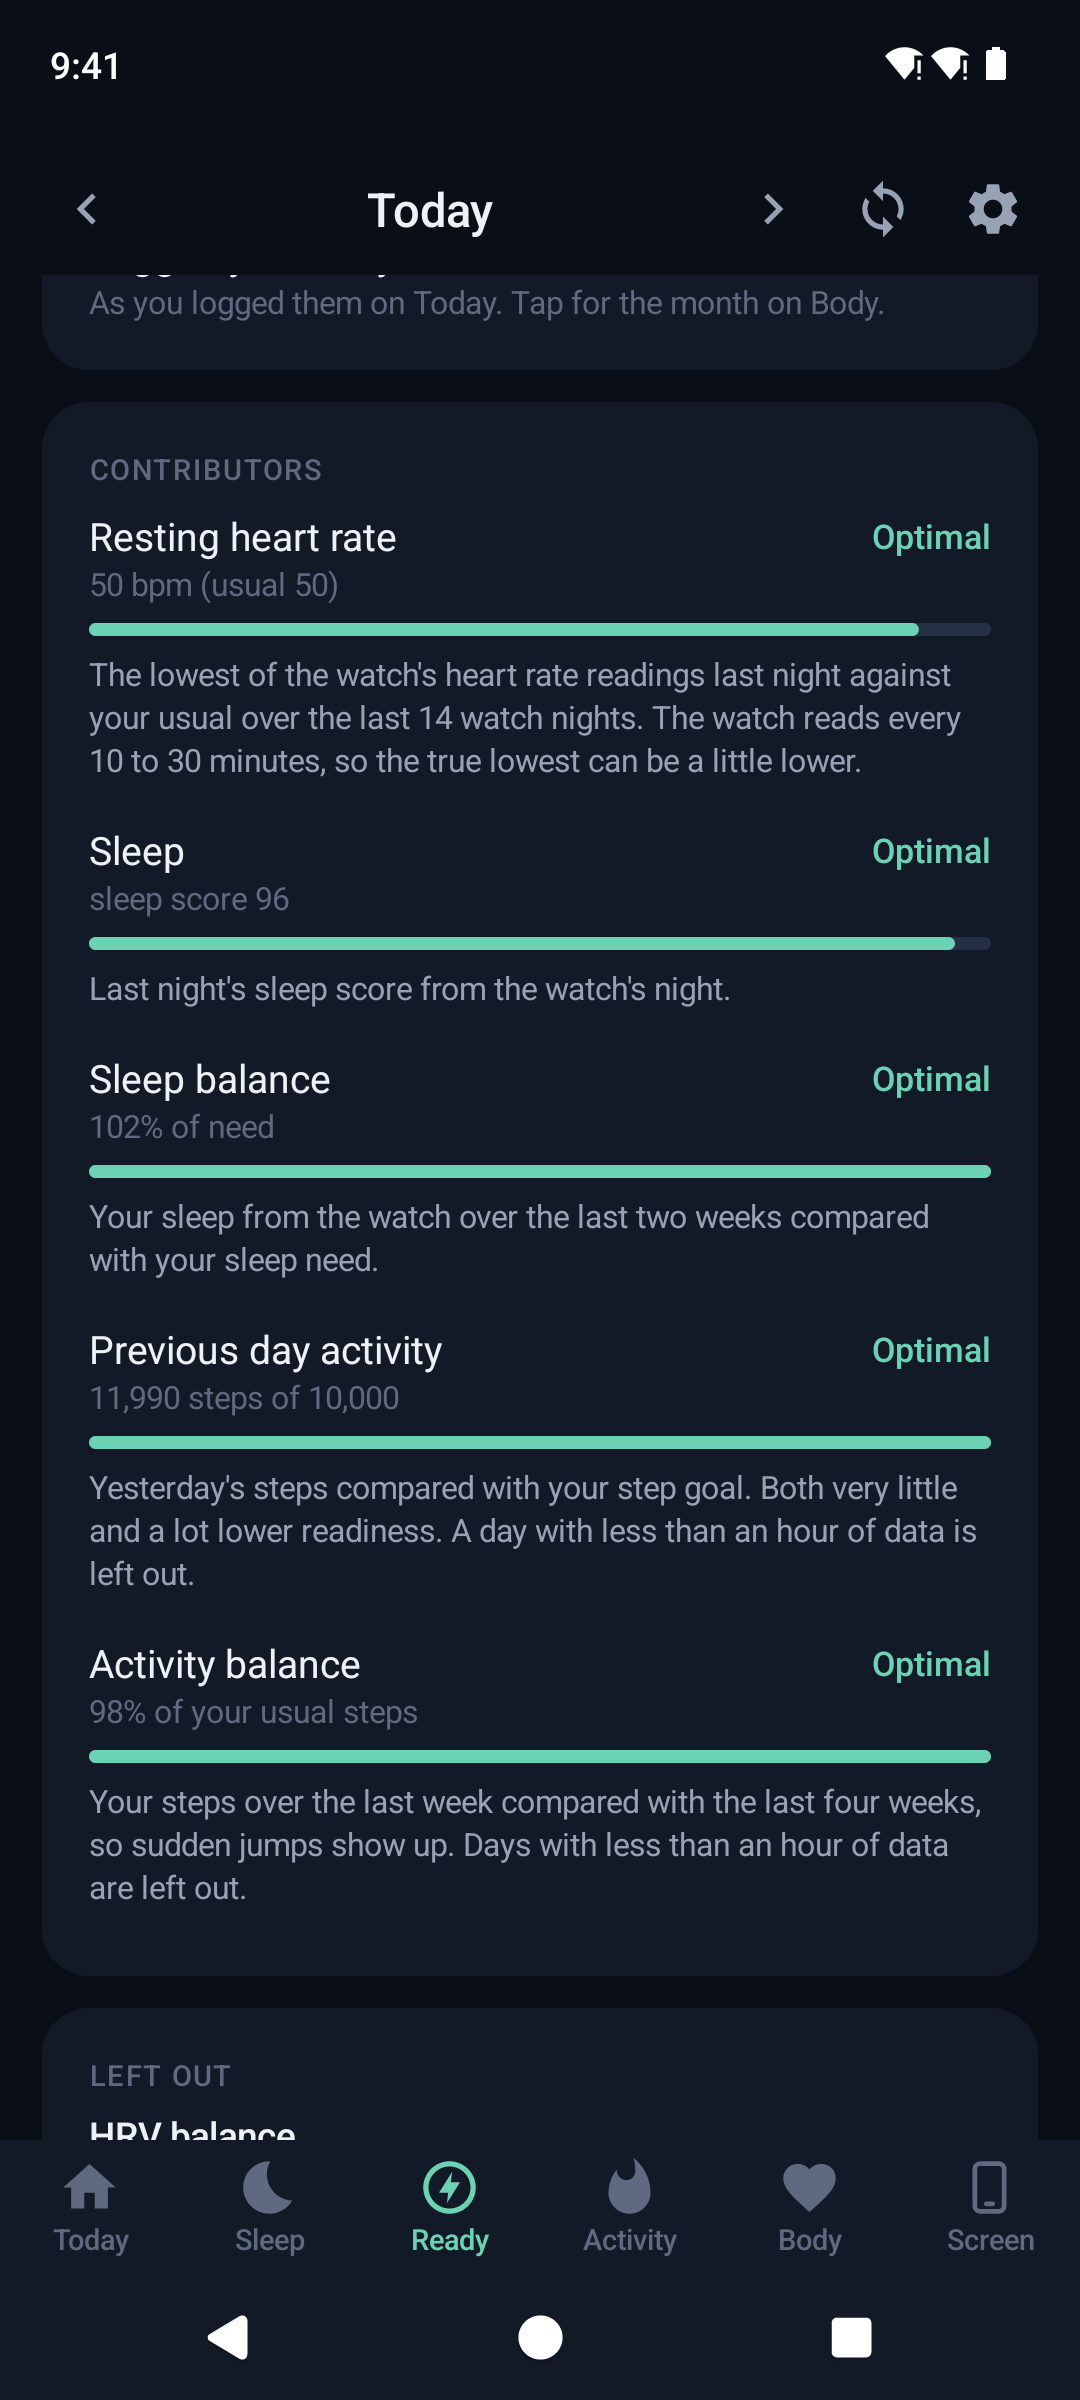 9:41
Today
As you logged them on Today. Tap for the month on Body.
CONTRIBUTORS
Resting heart rate
Optimal
50 bpm (usual 50)
The lowest of the watch's heart rate readings last night against
your usual over the last 14 watch nights. The watch reads every
10 to 30 minutes, so the true lowest can be a little lower.
Sleep
Optimal
sleep score 96
Last night's sleep score from the watch's night.
Sleep balance
Optimal
102% of need
Your sleep from the watch over the last two weeks compared
with your sleep need.
Previous day activity
Optimal
11,990 steps of 10,000
Yesterday's steps compared with your step goal. Both very little
and a lot lower readiness. A day with less than an hour of data is
left out.
Activity balance
Optimal
98% of your usual steps
Your steps over the last week compared with the last four weeks,
so sudden jumps show up. Days with less than an hour of data
are left out.
LEFT OUT
HRV balance
Today
Sleep
Ready
Activity
Body
Screen